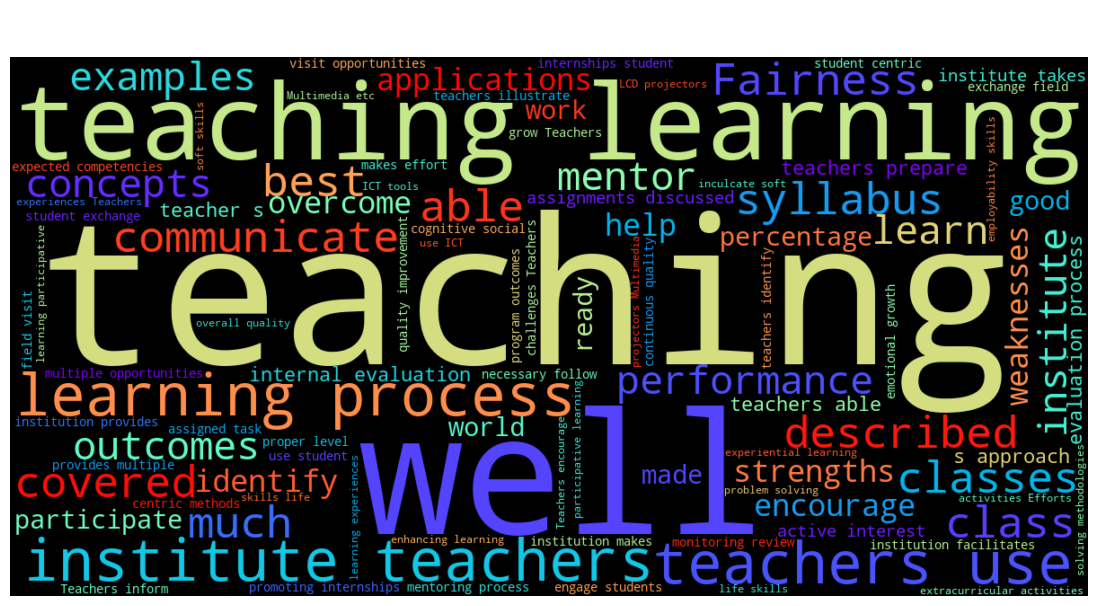 visit opportunities
internships student
student centric
examples
applications
LCD projectors
Fairness
institute takes
exchange field
Multimedia etc
teachers illustrate
work
teaching learning
soft skills
grow Teachers
employability skills
expected competencies
makes effort
mentor
teachers prepare
concepts
best
ICT tools
inculcate soft
experiences Teachers
overcome
able
assignments discussed
syllabus
good
student exchange
teacher s
cognitive social
help
communicate
use ICT
percentage
learn
learning participative
quality improvement
program outcomes
challenges Teachers
ready
projectors Multimedia
continuous quality
teachers identify
emotional growth
weaknesses
institute
evaluation process
field visit
teaching
overall quality
multiple opportunities
internal evaluation
necessary follow
performance
learning process
teachers able
institution provides
assigned task
world
described
outcomes
proper level
use student
Teachers encourage
participative learning
experiential learning
s approach
provides multiple
learning experiences
well
made
strengths
classes
covered
identify
problem solving
centric methods
skills life
encourage
activities Efforts
solving methodologies
participate
much
active interest
class
enhancing learning
institution makes
monitoring review
institution facilitates
institute teachers
teachers use
Teachers inform
promoting internships
mentoring process
engage students
life skills
extracurricular activities